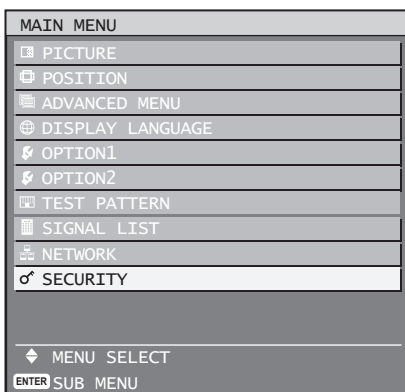 MAIN MENU
PICTURE
POSITION
ADVANCED MENU
DISPLAY LANGUAGE
OPTION1
OPTION2
TEST PATTERN
SIGNAL LIST
NETWORK
SECURITY
MENU SELECT
ENTER SUB MENU